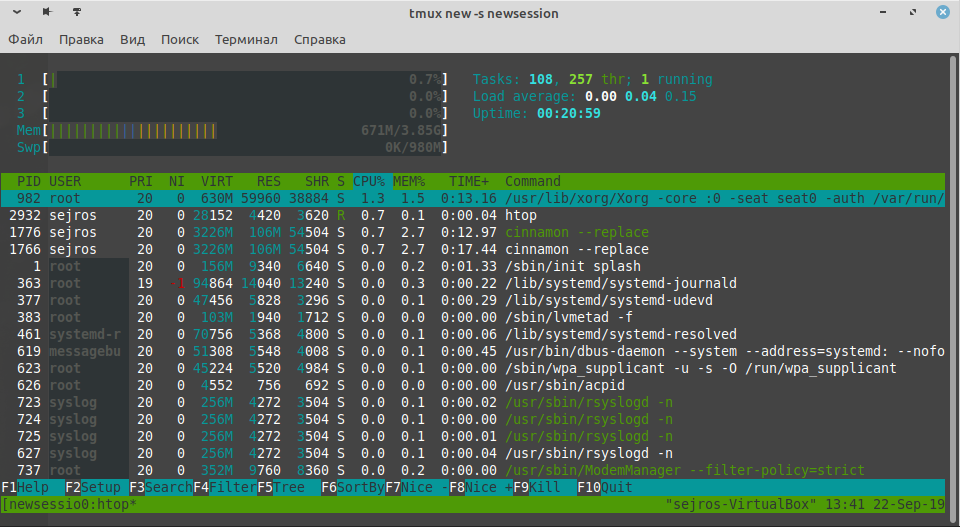 tmux new -s newsession
Файл Правка Вид Поиск Терминал Справка
1 [| 0.7%] Tasks: 108, 257 thr; 1 running
2 [ 0.0%] Load average: 0.00 0.04 0.15
3 [ 0.0%] Uptime: 00:20:59
Mem[||||||||||||||||||||| 671M/3.85G]
Swp[ 0K/980M]
PID USER PRI NI VIRT RES SHR S CPU% MEM% TIME+ Command
982 root 20 0 630M 59960 38884 S 1.3 1.5 0:13.16 /usr/lib/xorg/Xorg -core :0 -seat seat0 -auth /var/run/
2932 sejros 20 0 28152 4420 3620 R 0.7 0.1 0:00.04 htop
1776 sejros 20 0 3226M 106M 54504 S 0.7 2.7 0:12.97 cinnamon --replace
1766 sejros 20 0 3226M 106M 54504 S 0.7 2.7 0:17.44 cinnamon --replace
1 root 20 0 156M 9340 6640 S 0.0 0.2 0:01.33 /sbin/init splash
363 root 19 -1 94864 14040 13240 S 0.0 0.3 0:00.22 /lib/systemd/systemd-journald
377 root 20 0 47456 5828 3296 S 0.0 0.1 0:00.29 /lib/systemd/systemd-udevd
383 root 20 0 103M 1940 1712 S 0.0 0.0 0:00.00 /sbin/lvmetad -f
461 systemd-r 20 0 70756 5368 4800 S 0.0 0.1 0:00.06 /lib/systemd/systemd-resolved
619 messagebu 20 0 51308 5548 4008 S 0.0 0.1 0:00.45 /usr/bin/dbus-daemon --system --address=systemd: --nofo
623 root 20 0 45224 5520 4984 S 0.0 0.1 0:00.00 /sbin/wpa_supplicant -u -s -O /run/wpa_supplicant
626 root 20 0 4552 756 692 S 0.0 0.0 0:00.00 /usr/sbin/acpid
723 syslog 20 0 256M 4272 3504 S 0.0 0.1 0:00.02 /usr/sbin/rsyslogd -n
724 syslog 20 0 256M 4272 3504 S 0.0 0.1 0:00.00 /usr/sbin/rsyslogd -n
725 syslog 20 0 256M 4272 3504 S 0.0 0.1 0:00.01 /usr/sbin/rsyslogd -n
627 syslog 20 0 256M 4272 3504 S 0.0 0.1 0:00.04 /usr/sbin/rsyslogd -n
737 root 20 0 352M 9760 8360 S 0.0 0.2 0:00.00 /usr/sbin/ModemManager --filter-policy=strict
F1Help F2Setup F3SearchF4FilterF5Tree F6SortByF7Nice -F8Nice +F9Kill F10Quit
[newsessio0:htop* "sejros-VirtualBox" 13:41 22-Sep-19